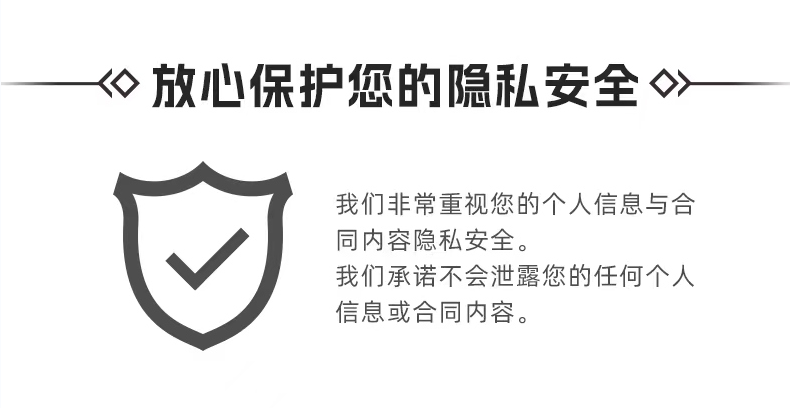 放心保护您的隐私安全
我们非常重视您的个人信息与合
同内容隐私安全。
我们承诺不会泄露您的任何个人
信息或合同内容。